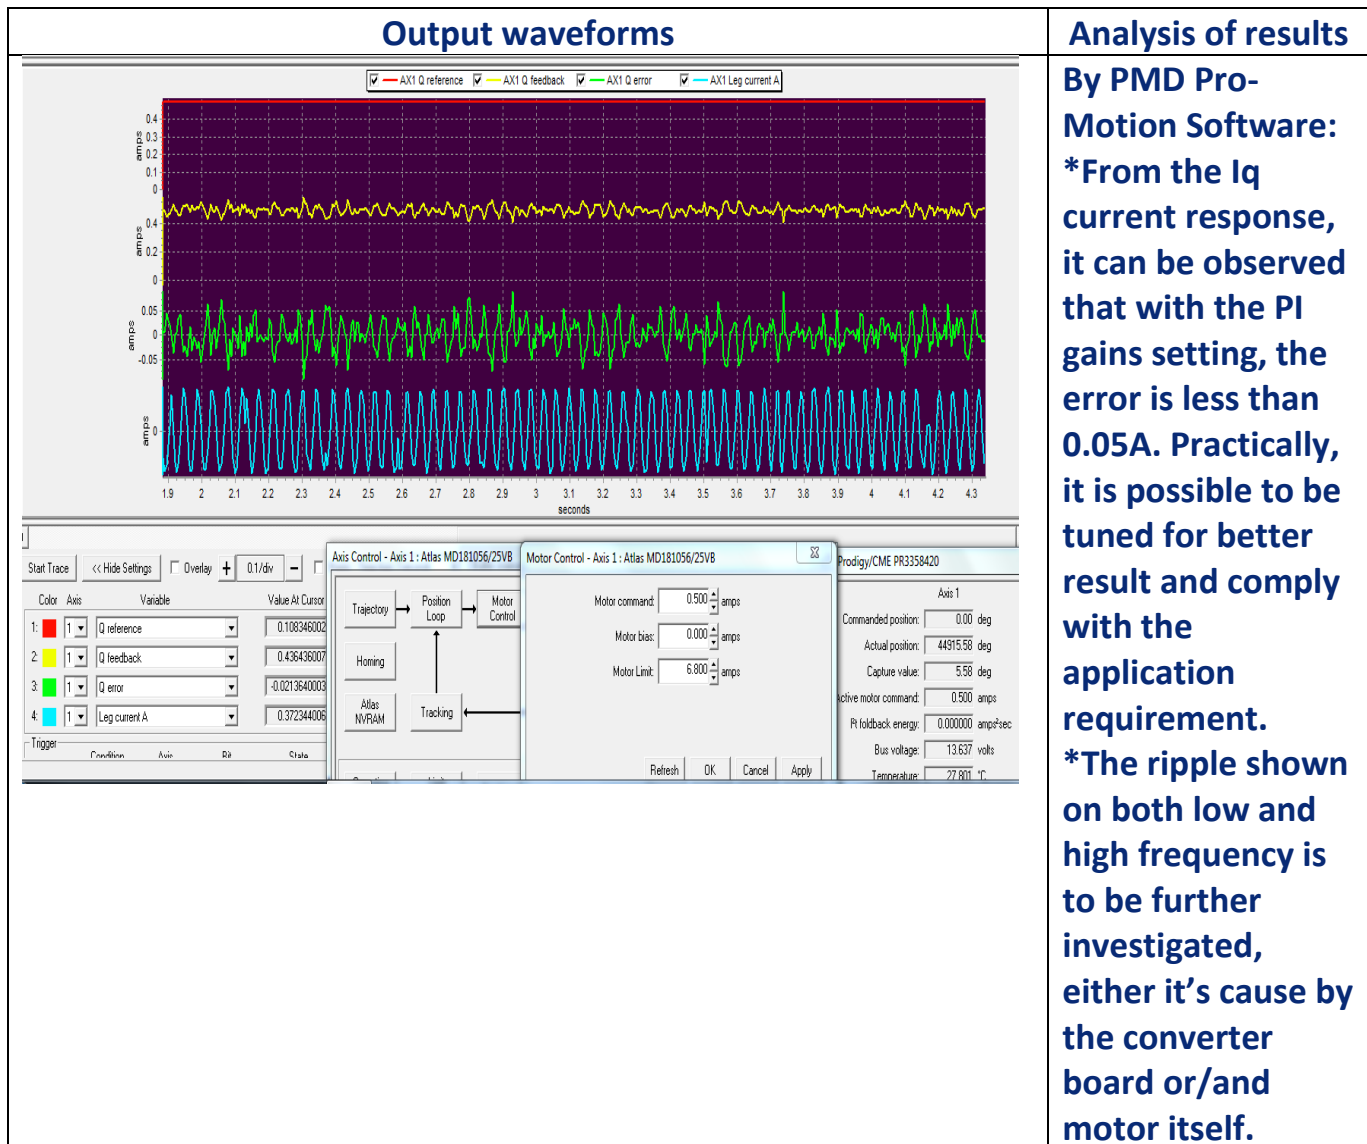 Output waveforms
Analysis of results
AX1 Q reference AX1 Q feedback AX1 Q error AX1 Leg current A
0.4
0.3
0.2
0.1
0
amps
0.4
0.2
0
amps
0.05
0
-0.05
amps
0
amps
1.9 2 2.1 2.2 2.3 2.4 2.5 2.6 2.7 2.8 2.9 3 3.1 3.2 3.3 3.4 3.5 3.6 3.7 3.8 3.9 4 4.1 4.2 4.3
seconds
Start Trace << Hide Settings Overlay + 0.1/div −
Color Axis Variable Value At Cursor
1: 1 Q reference 0.108346002
2: 1 Q feedback 0.436436007
3: 1 Q error -0.0213640003
4: 1 Leg current A 0.372344006
Trigger
Condition Axis Bit State
Axis Control - Axis 1 : Atlas MD181056/25VB
Trajectory
Position Loop
Motor Control
Homing
Atlas NVRAM
Tracking
Motor Control - Axis 1 : Atlas MD181056/25VB
Motor command: 0.500 amps
Motor bias: 0.000 amps
Motor Limit: 6.800 amps
Refresh OK Cancel Apply
Prodigy/CME PR3358420
Axis 1
Commanded position: 0.00 deg
Actual position: 44915.58 deg
Capture value: 5.58 deg
Active motor command: 0.500 amps
foldback energy: 0.000000 amps²sec
Bus voltage: 13.637 volts
Temperature: 27.801 °C
By PMD Pro-
Motion Software:
*From the Iq
current response,
it can be observed
that with the PI
gains setting, the
error is less than
0.05A. Practically,
it is possible to be
tuned for better
result and comply
with the
application
requirement.
*The ripple shown
on both low and
high frequency is
to be further
investigated,
either it’s cause by
the converter
board or/and
motor itself.